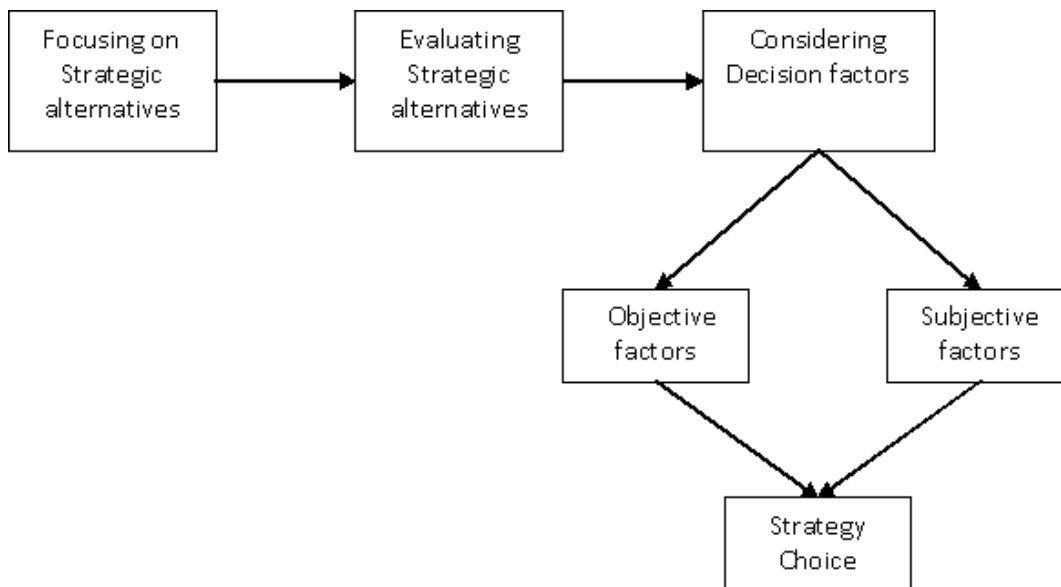 Focusing on
Strategic
alternatives
Evaluating
Strategic
alternatives
Considering
Decision factors
Objective
factors
Subjective
factors
Strategy
Choice